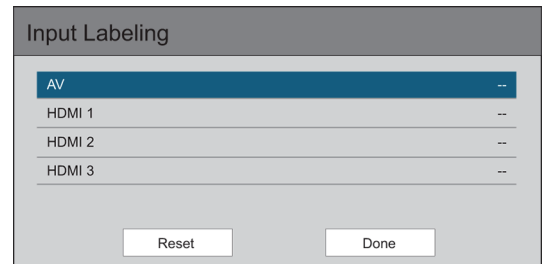 Input Labeling
AV --
HDMI 1 --
HDMI 2 --
HDMI 3 --
Reset Done